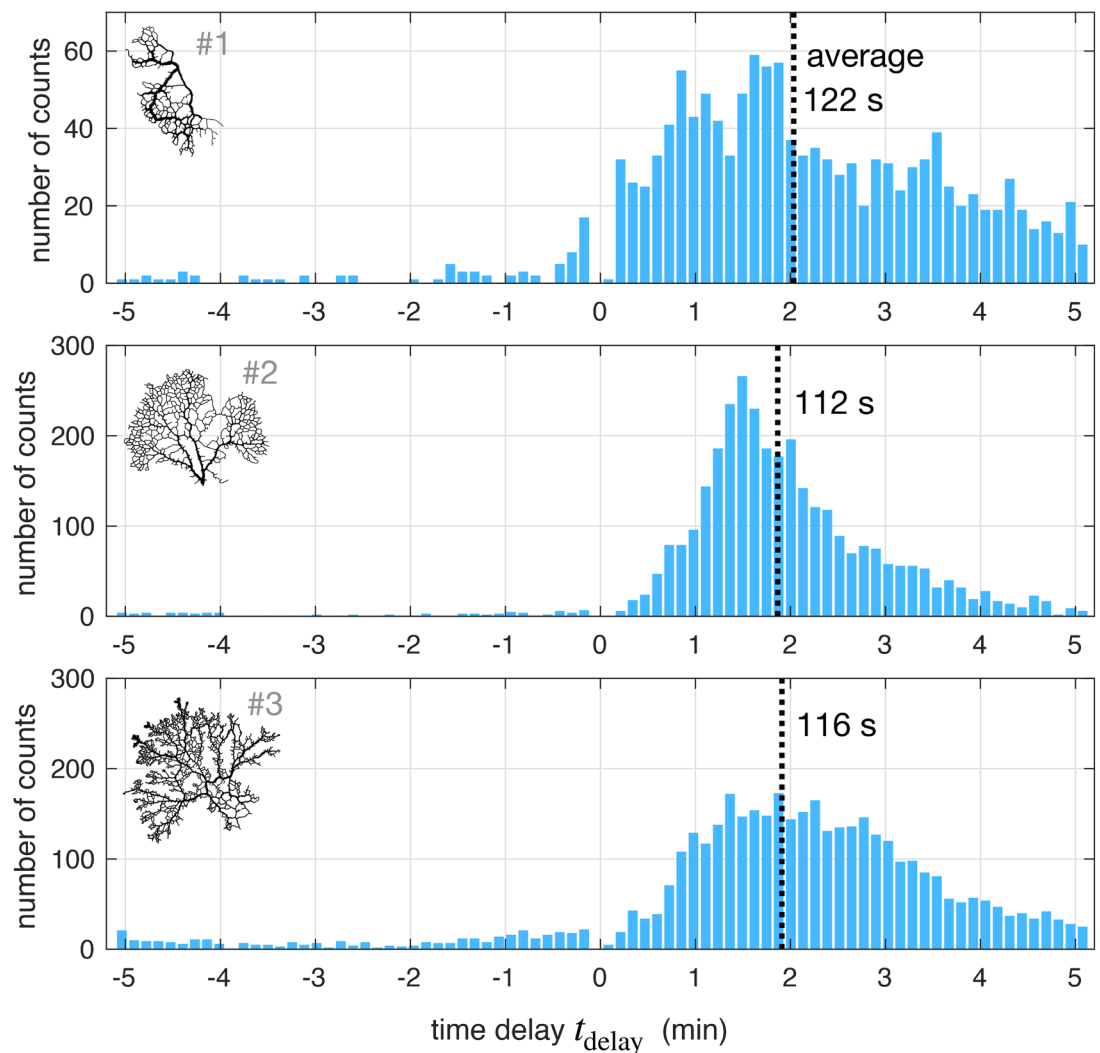 #1
number of counts
60
40
20
0
average
122 s
-5 -4 -3 -2 -1 0 1 2 3 4 5
#2
number of counts
300
200
100
0
112 s
-5 -4 -3 -2 -1 0 1 2 3 4 5
#3
number of counts
300
200
100
0
116 s
-5 -4 -3 -2 -1 0 1 2 3 4 5
time delay tdelay (min)